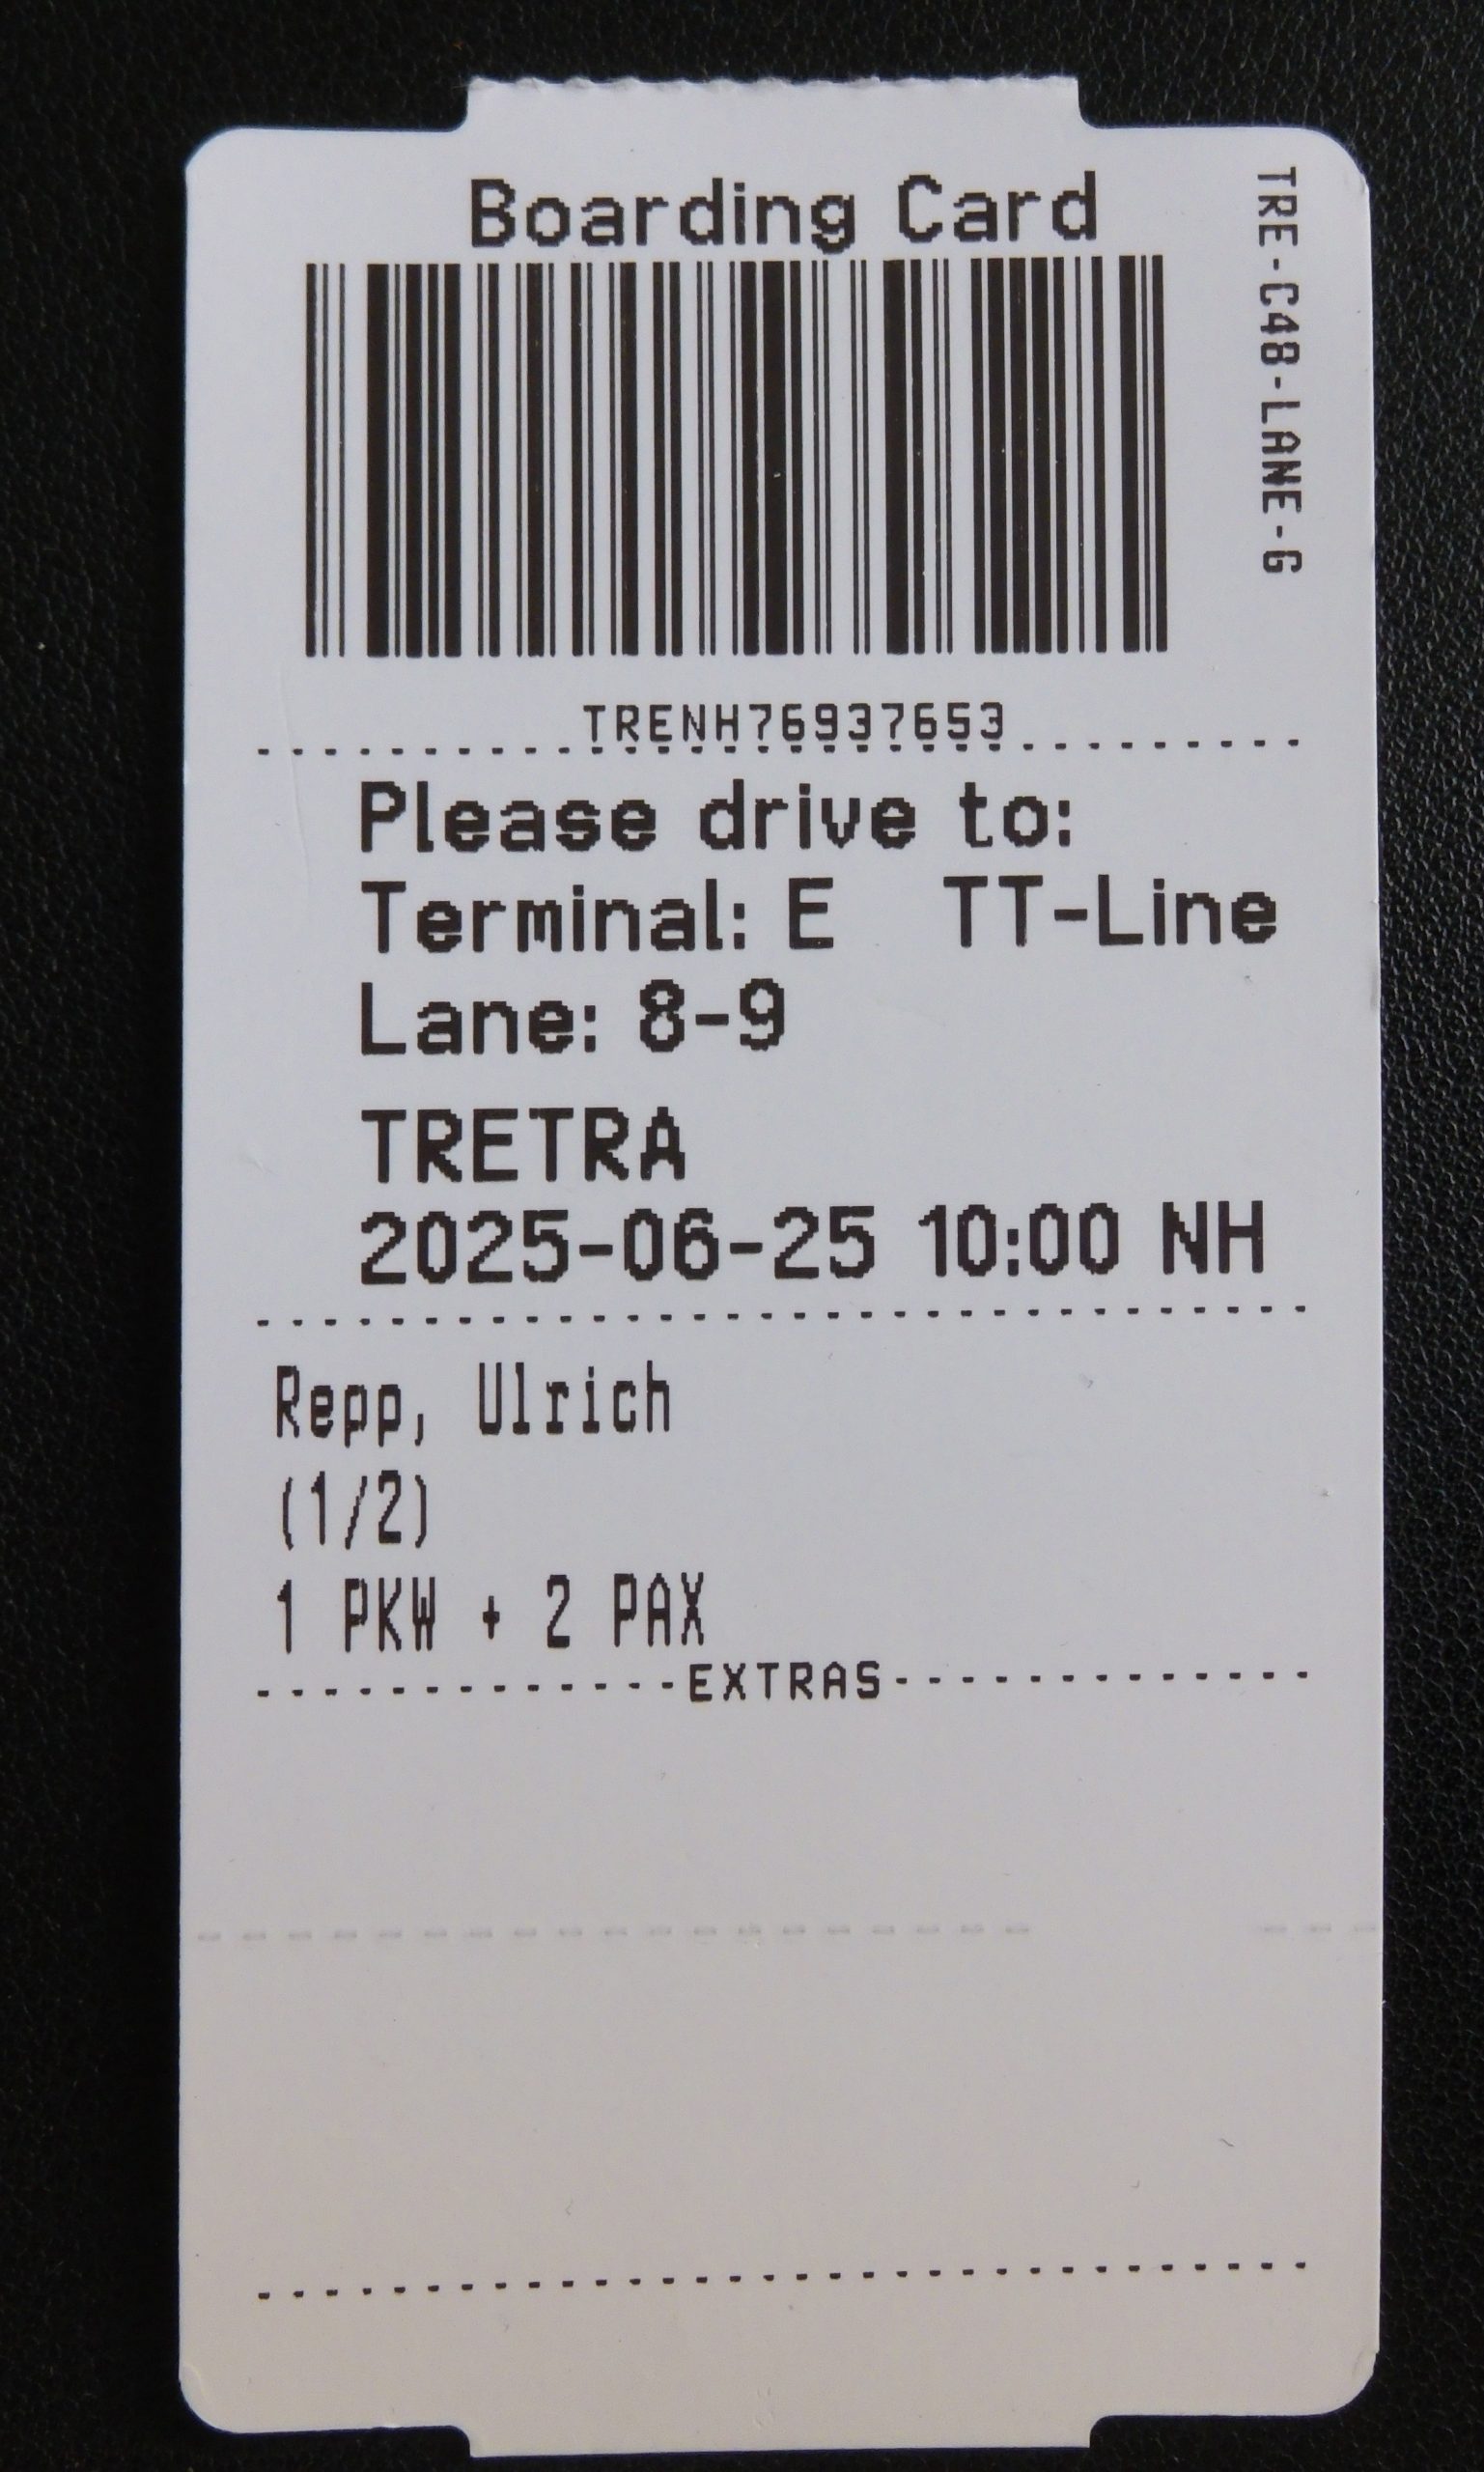 Boarding Card
TRE-C48-LANE-G
TRENH76937653
Please drive to:
Terminal: E TT-Line
Lane: 8-9
TRETRA
2025-06-25 10:00 NH
Repp, Ulrich
(1/2)
1 PKW + 2 PAX
EXTRAS